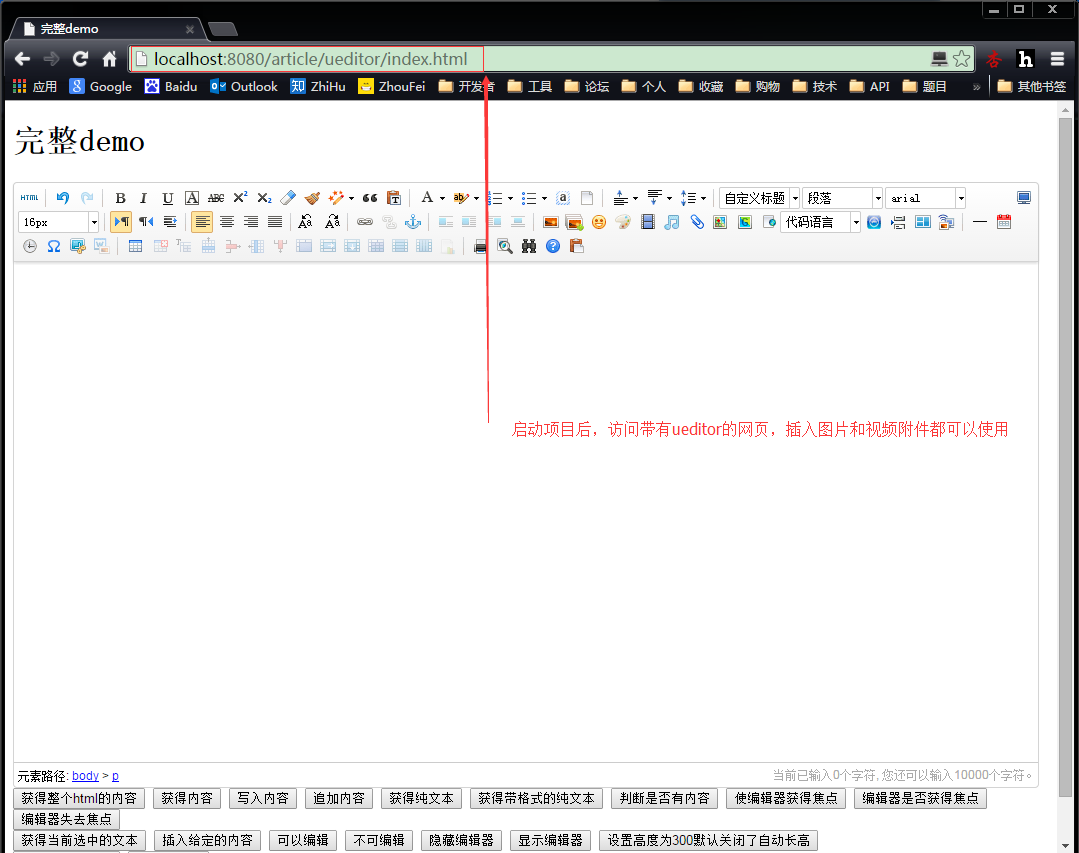 完整demo
localhost:8080/article/ueditor/index.html
应用 Google Baidu Outlook ZhiHu ZhouFei 开发者 工具 论坛 个人 收藏 购物 技术 API 题目 » 其他书签
完整demo
HTML B I U A ABC X² X₂ A ab a 自定义标题 段落 arial
16px 代码语言
启动项目后，访问带有ueditor的网页，插入图片和视频附件都可以使用
元素路径: body > p 当前已输入0个字符, 您还可以输入10000个字符。
获得整个html的内容 获得内容 写入内容 追加内容 获得纯文本 获得带格式的纯文本 判断是否有内容 使编辑器获得焦点 编辑器是否获得焦点
编辑器失去焦点
获得当前选中的文本 插入给定的内容 可以编辑 不可编辑 隐藏编辑器 显示编辑器 设置高度为300默认关闭了自动长高